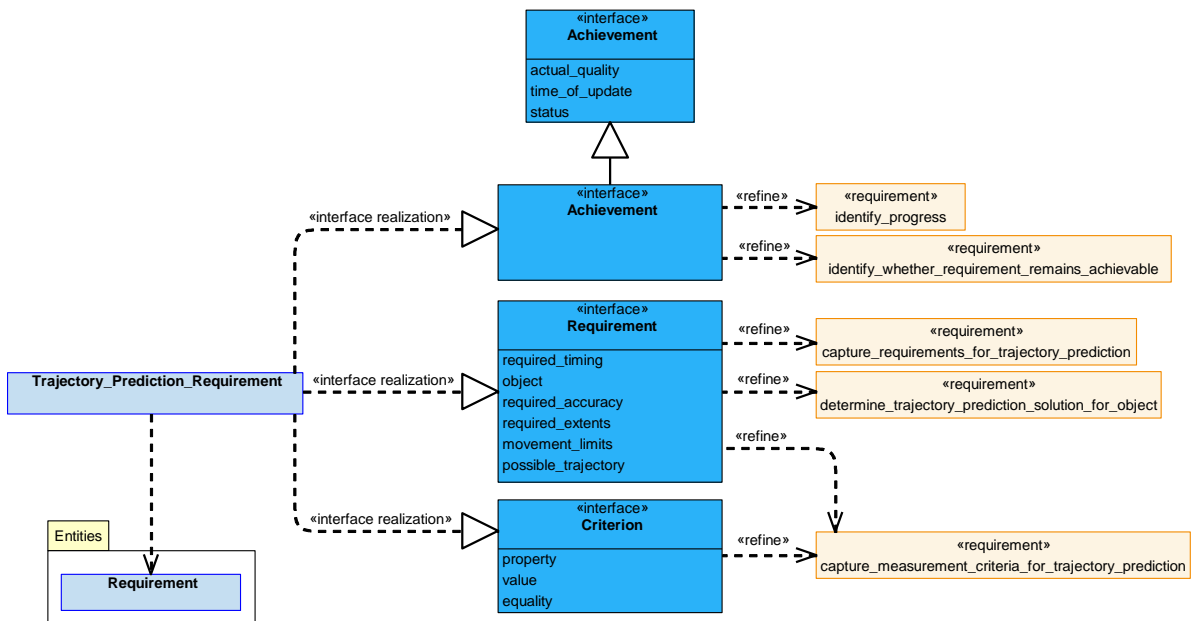 «interface»
Achievement
actual_quality
time_of_update
status
«interface»
Achievement
«refine»
«requirement»
identify_progress
«refine»
«requirement»
identify_whether_requirement_remains_achievable
«interface realization»
«interface»
Requirement
required_timing
object
required_accuracy
required_extents
movement_limits
possible_trajectory
«refine»
«requirement»
capture_requirements_for_trajectory_prediction
«refine»
«requirement»
determine_trajectory_prediction_solution_for_object
«refine»
Trajectory_Prediction_Requirement
«interface realization»
«interface realization»
«interface»
Criterion
property
value
equality
«refine»
«requirement»
capture_measurement_criteria_for_trajectory_prediction
Entities
Requirement